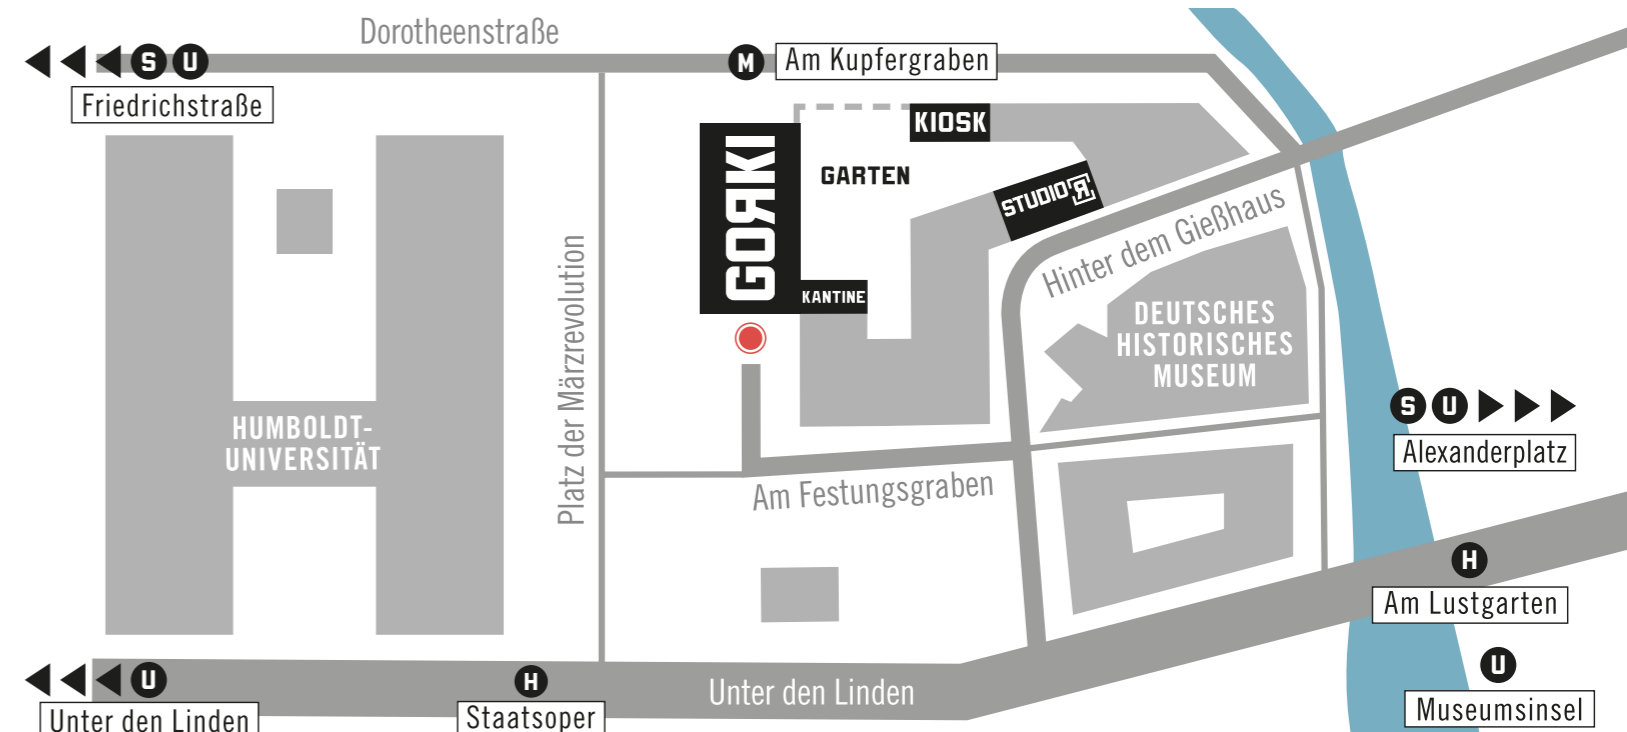 Dorotheenstraße
S U
Friedrichstraße
M
Am Kupfergraben
KIOSK
GOЯKI
GARTEN
STUDIO'Я
KANTINE
Hinter dem Gießhaus
DEUTSCHES
HISTORISCHES
MUSEUM
Platz der Märzrevolution
HUMBOLDT-
UNIVERSITÄT
S U
Alexanderplatz
Am Festungsgraben
H
Am Lustgarten
U
Unter den Linden
H
Staatsoper
Unter den Linden
U
Museumsinsel